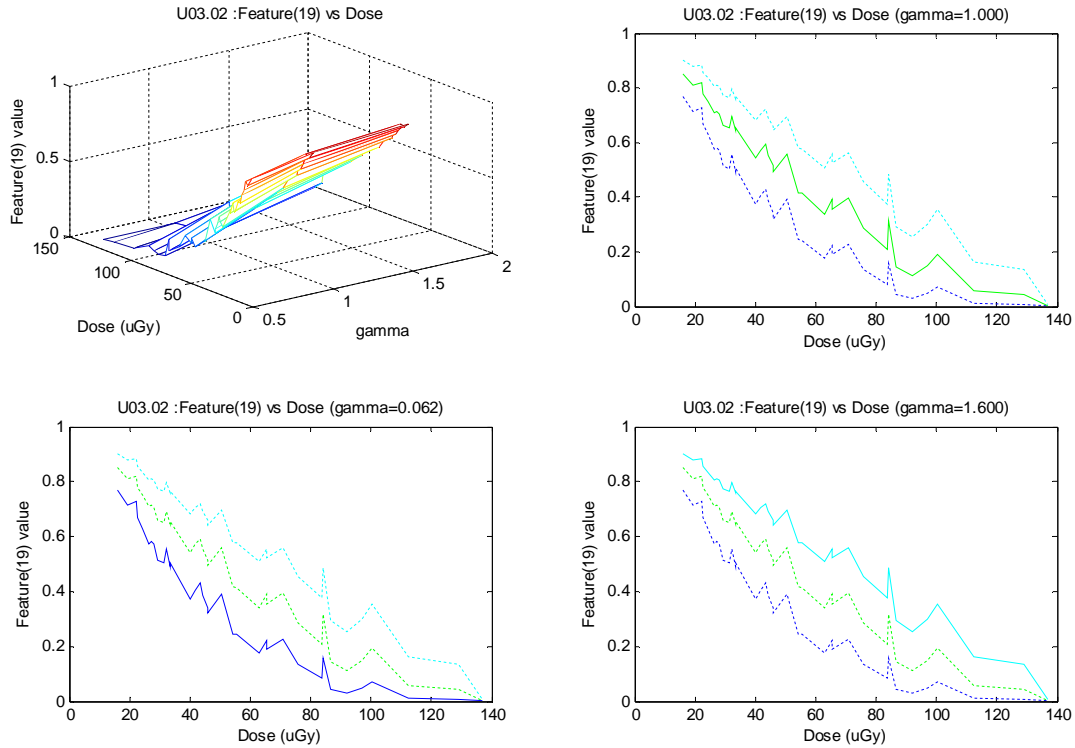 U03.02 :Feature(19) vs Dose
Feature(19) value
1
0.5
0
150
100
50
0
0.5
1
1.5
2
Dose (uGy)
gamma
U03.02 :Feature(19) vs Dose (gamma=1.000)
Feature(19) value
1
0.8
0.6
0.4
0.2
0
0 20 40 60 80 100 120 140
Dose (uGy)
U03.02 :Feature(19) vs Dose (gamma=0.062)
Feature(19) value
1
0.8
0.6
0.4
0.2
0
0 20 40 60 80 100 120 140
Dose (uGy)
U03.02 :Feature(19) vs Dose (gamma=1.600)
Feature(19) value
1
0.8
0.6
0.4
0.2
0
0 20 40 60 80 100 120 140
Dose (uGy)